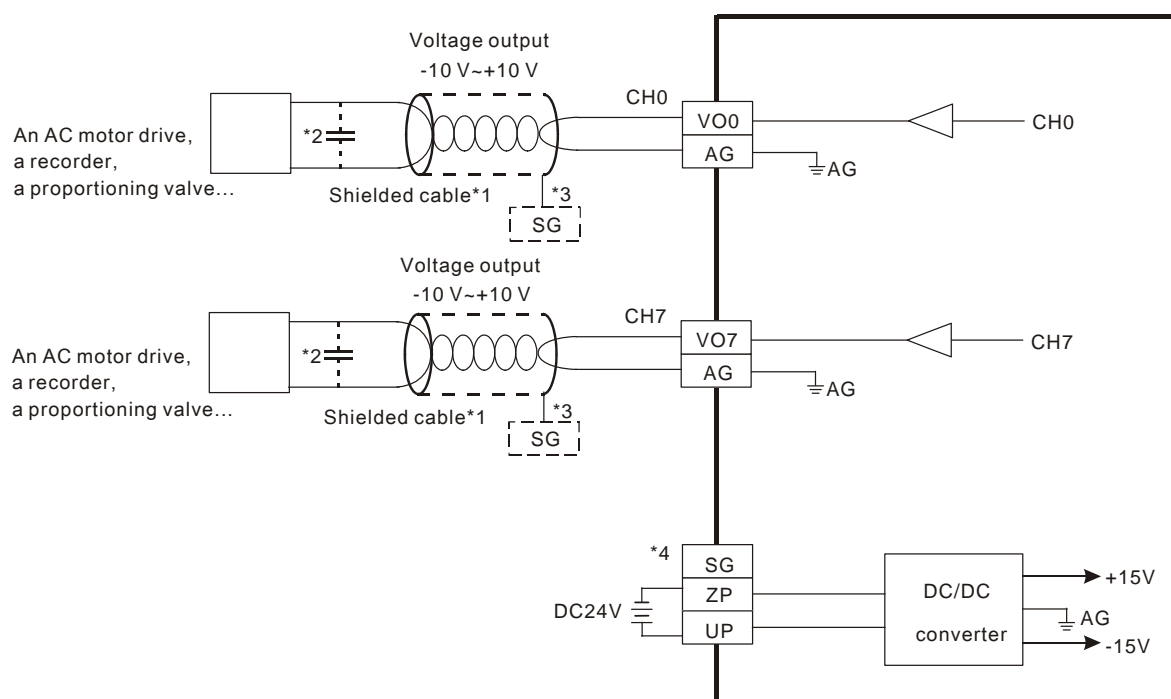 Voltage output
-10 V~+10 V
CH0
VO0
CH0
An AC motor drive,
a recorder,
a proportioning valve...
*2
AG
AG
Shielded cable*1
*3
SG
Voltage output
-10 V~+10 V
CH7
VO7
CH7
An AC motor drive,
a recorder,
a proportioning valve...
*2
AG
AG
Shielded cable*1
*3
SG
*4
SG
DC24V
ZP
UP
DC/DC
converter
+15V
AG
-15V